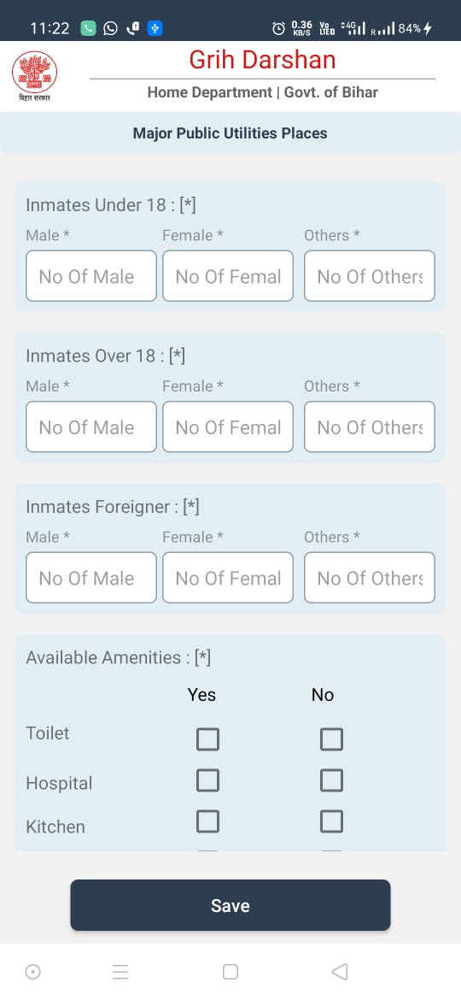 11:22 0.36 KB/S Vo LTED 4G R 84%
Grih Darshan
बिहार सरकार
Home Department | Govt. of Bihar
Major Public Utilities Places
Inmates Under 18 : [*]
Male * Female * Others *
No Of Male No Of Femal No Of Others
Inmates Over 18 : [*]
Male * Female * Others *
No Of Male No Of Femal No Of Others
Inmates Foreigner : [*]
Male * Female * Others *
No Of Male No Of Femal No Of Others
Available Amenities : [*]
Yes No
Toilet
Hospital
Kitchen
Save